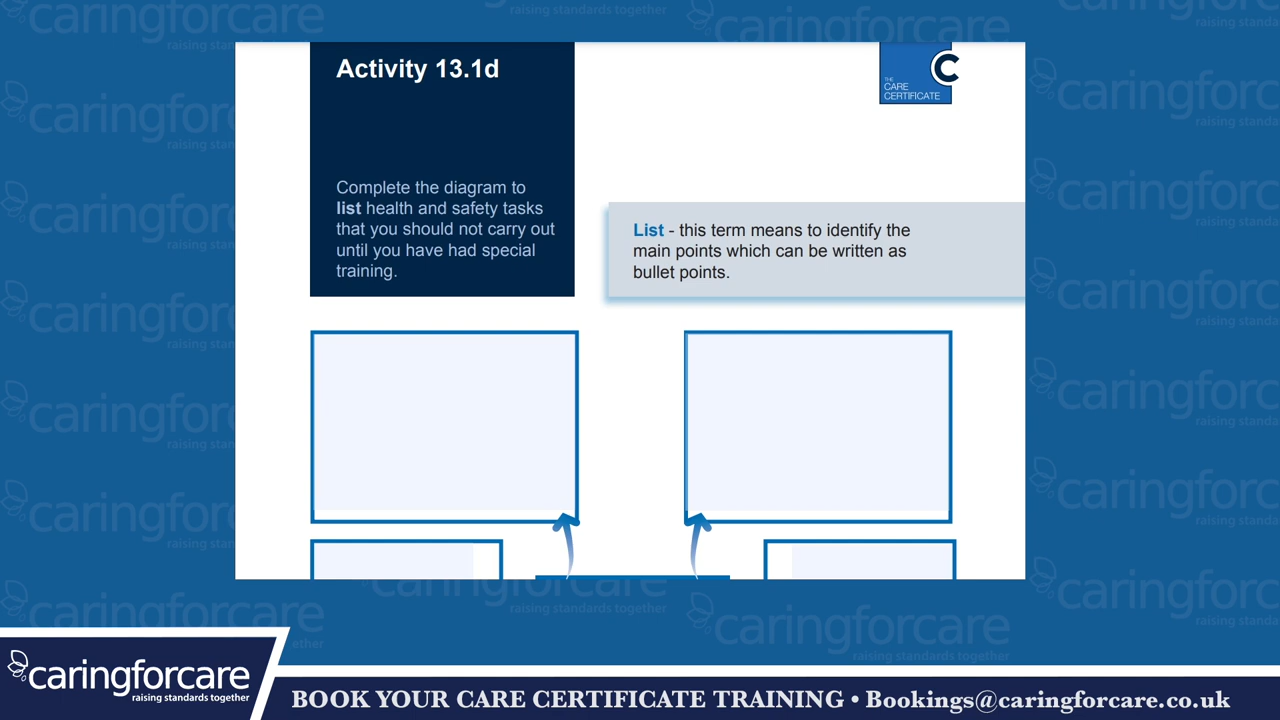 Activity 13.1d
THE
CARE
CERTIFICATE
C
Complete the diagram to
list health and safety tasks
that you should not carry out
until you have had special
training.
List - this term means to identify the
main points which can be written as
bullet points.
caringforcare
raising standards together
BOOK YOUR CARE CERTIFICATE TRAINING • Bookings@caringforcare.co.uk